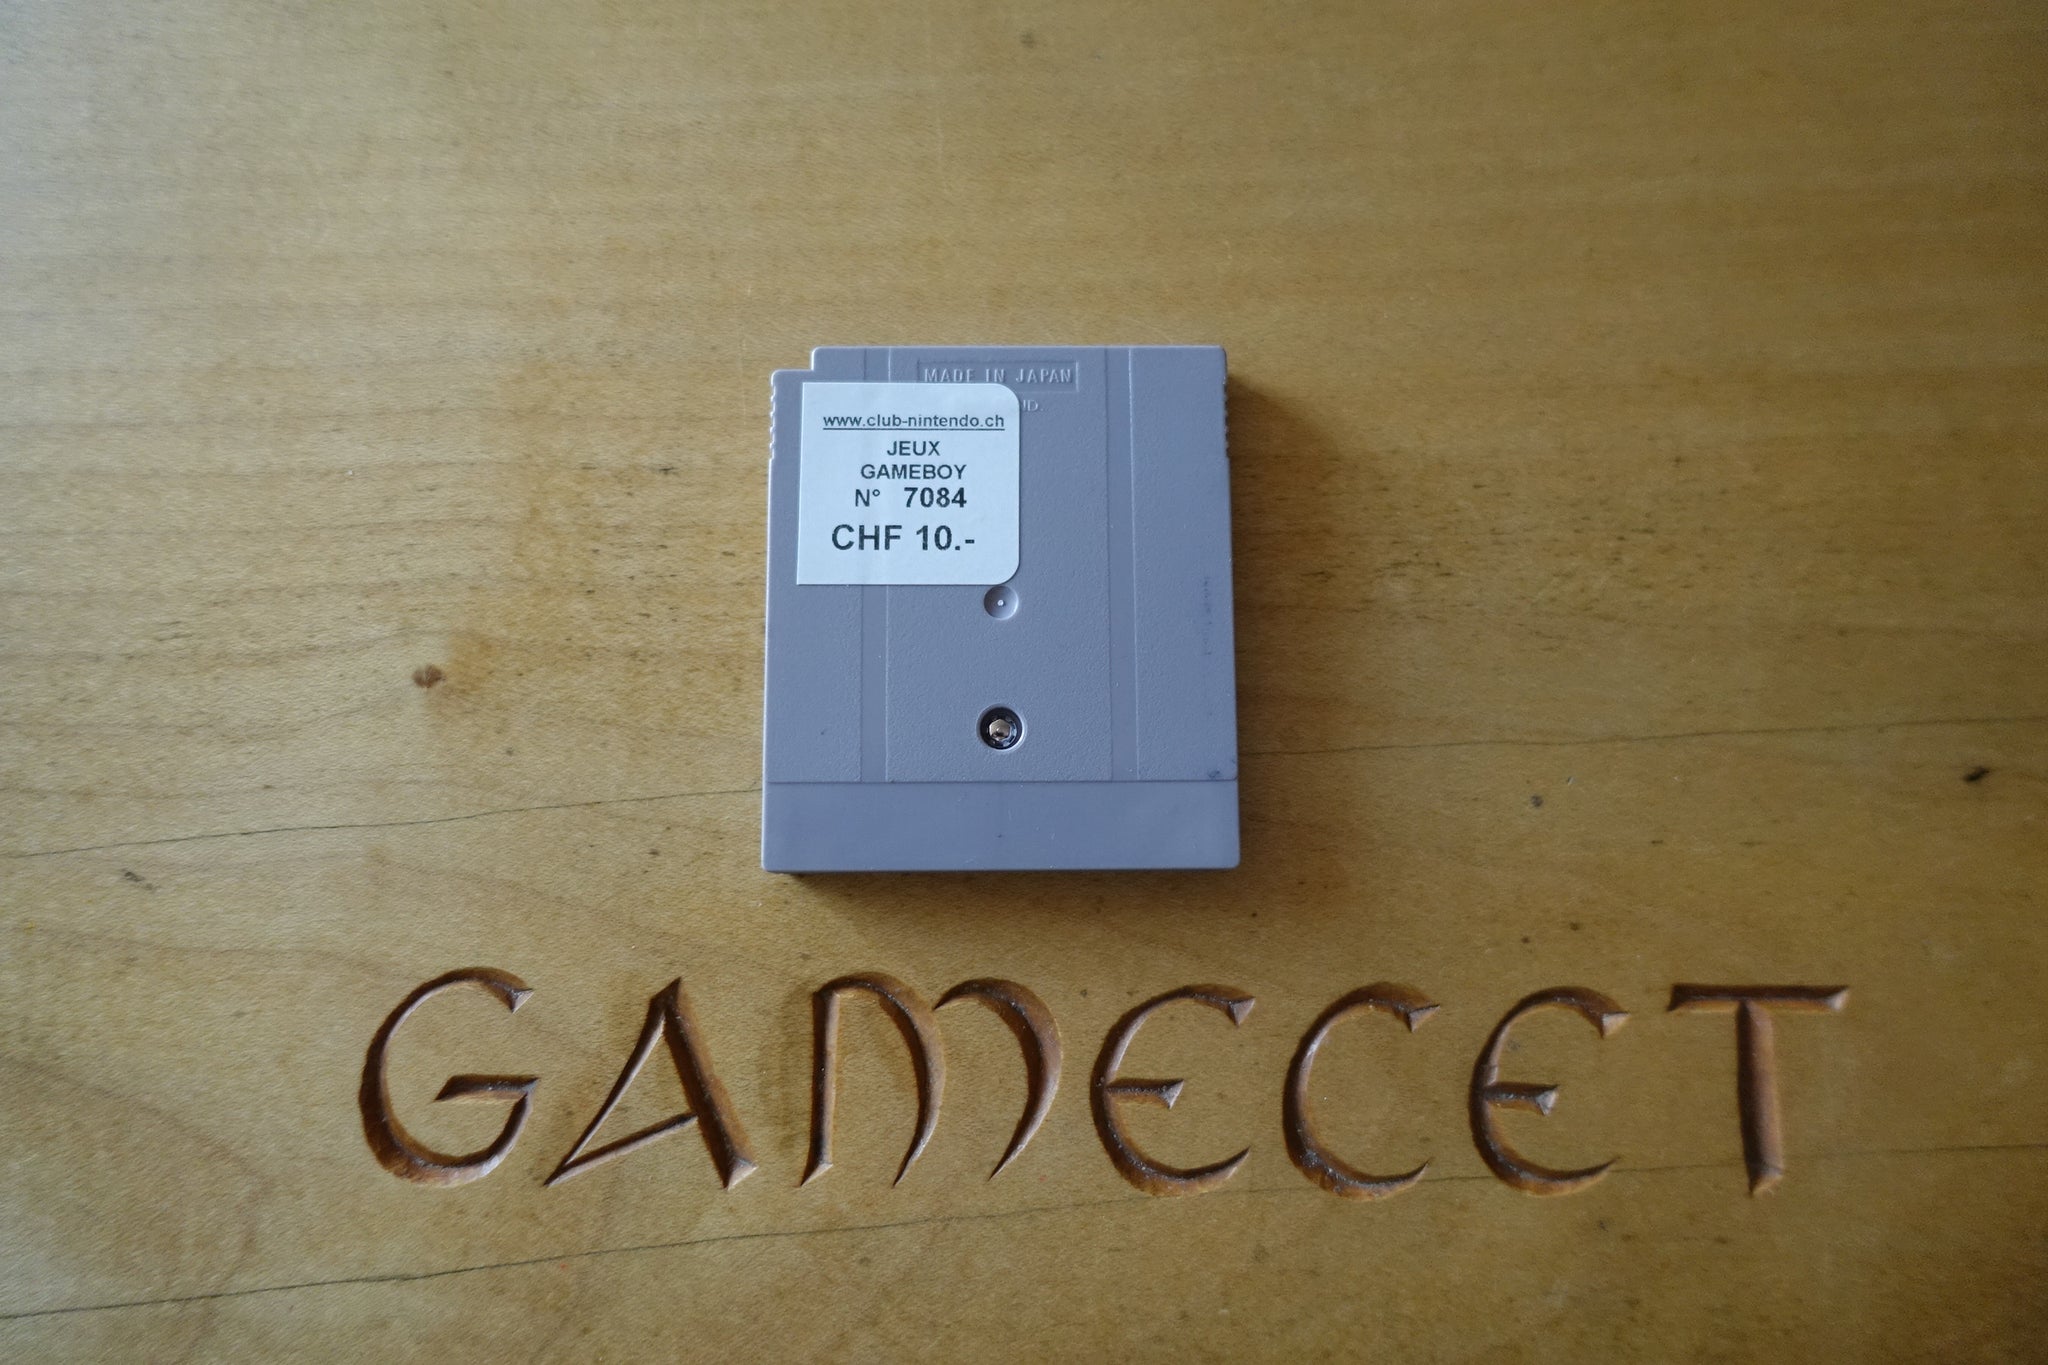 MADE IN JAPAN
www.club-nintendo.ch
JEUX
GAMEBOY
N° 7084
CHF 10.-
GAMECET